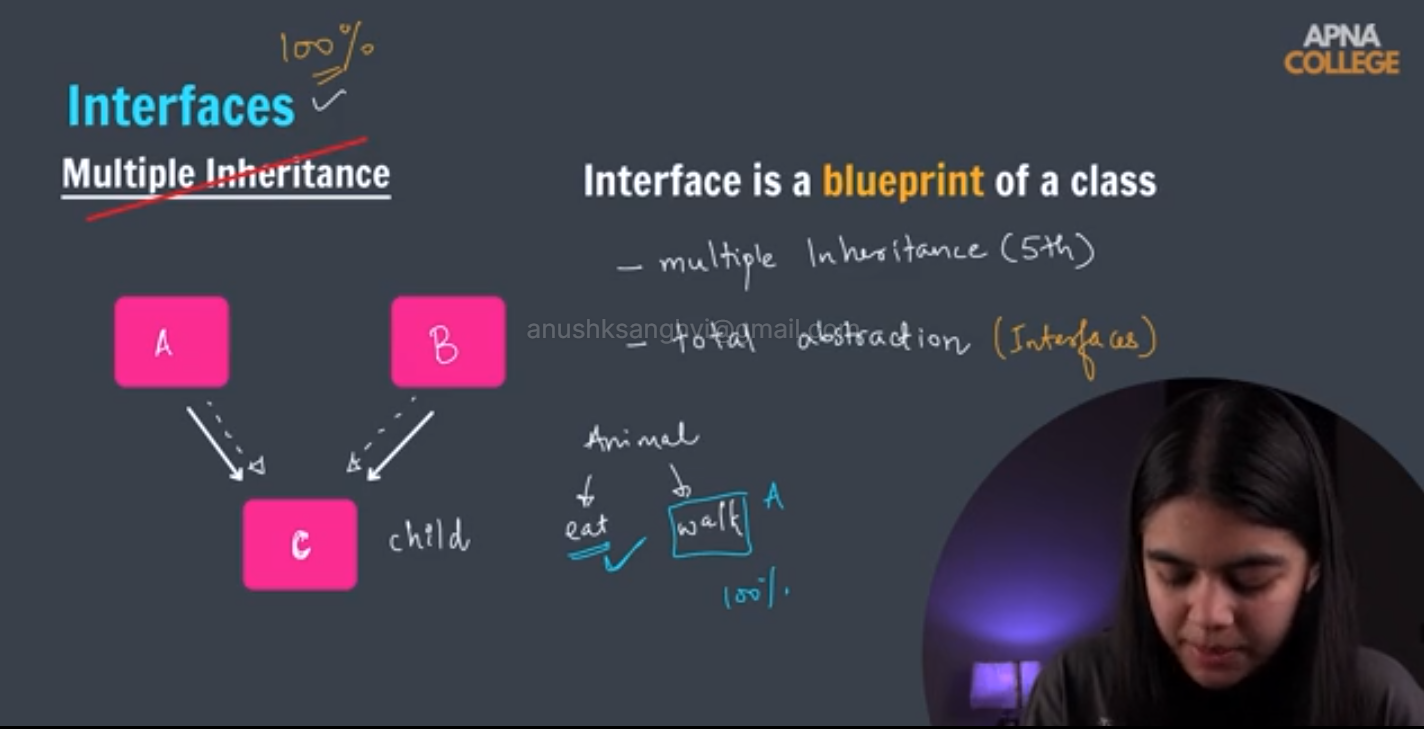 100%
APNA
COLLEGE
Interfaces
Multiple Inheritance
Interface is a blueprint of a class
- multiple Inheritance (5th)
A
B
anushksanghvi@gmail.com
- total abstraction (Interfaces)
Animal
eat
walk
A
C
child
100%